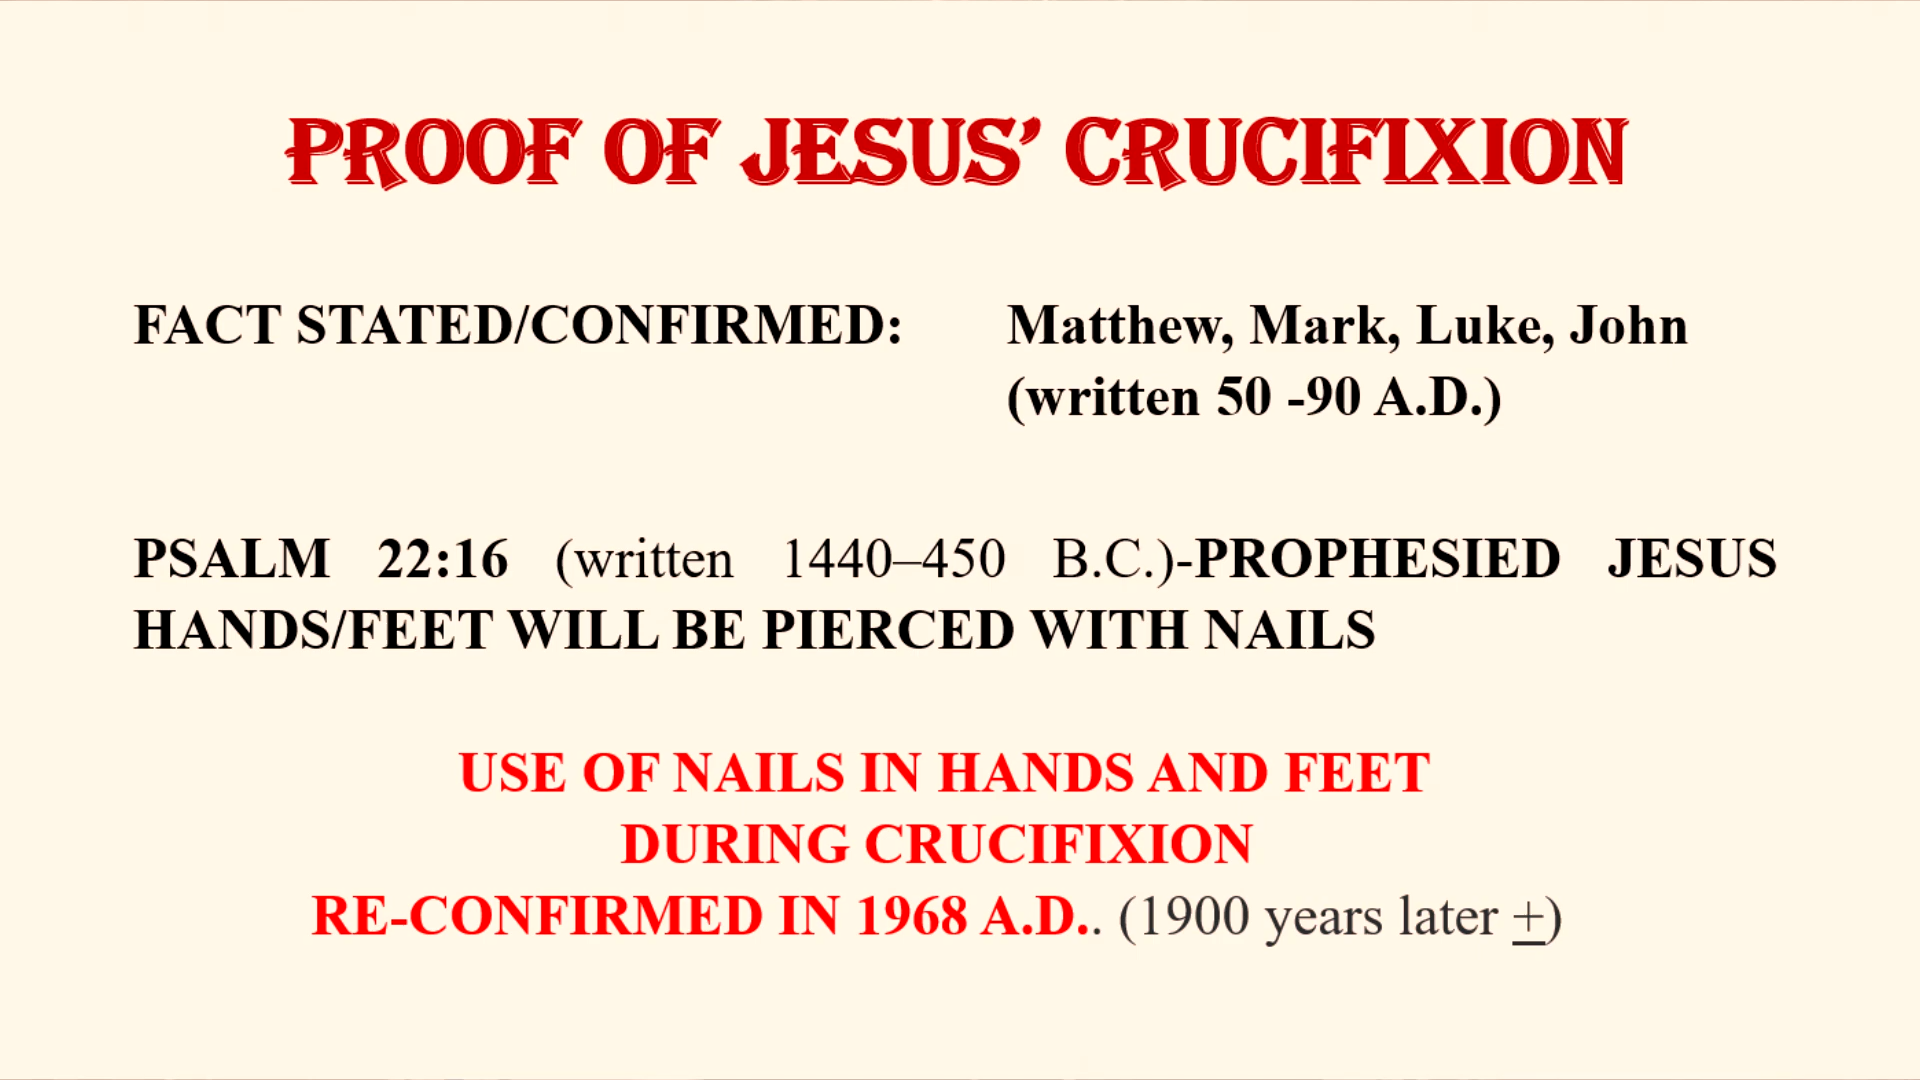 PROOF OF JESUS’ CRUCIFIXION
FACT STATED/CONFIRMED: Matthew, Mark, Luke, John
(written 50 -90 A.D.)
PSALM 22:16 (written 1440–450 B.C.)-PROPHESIED JESUS
HANDS/FEET WILL BE PIERCED WITH NAILS
USE OF NAILS IN HANDS AND FEET
DURING CRUCIFIXION
RE-CONFIRMED IN 1968 A.D.. (1900 years later +)